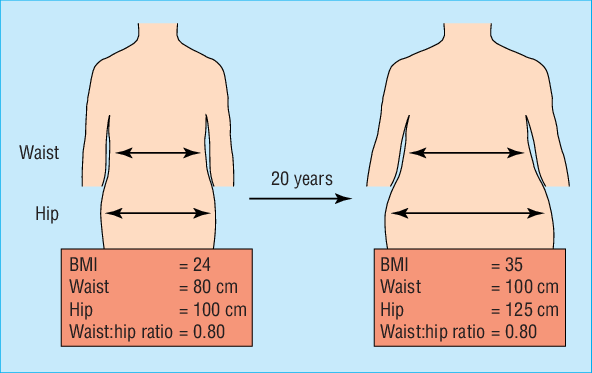 Waist
Hip
20 years
BMI = 24
Waist = 80 cm
Hip = 100 cm
Waist:hip ratio = 0.80
BMI = 35
Waist = 100 cm
Hip = 125 cm
Waist:hip ratio = 0.80